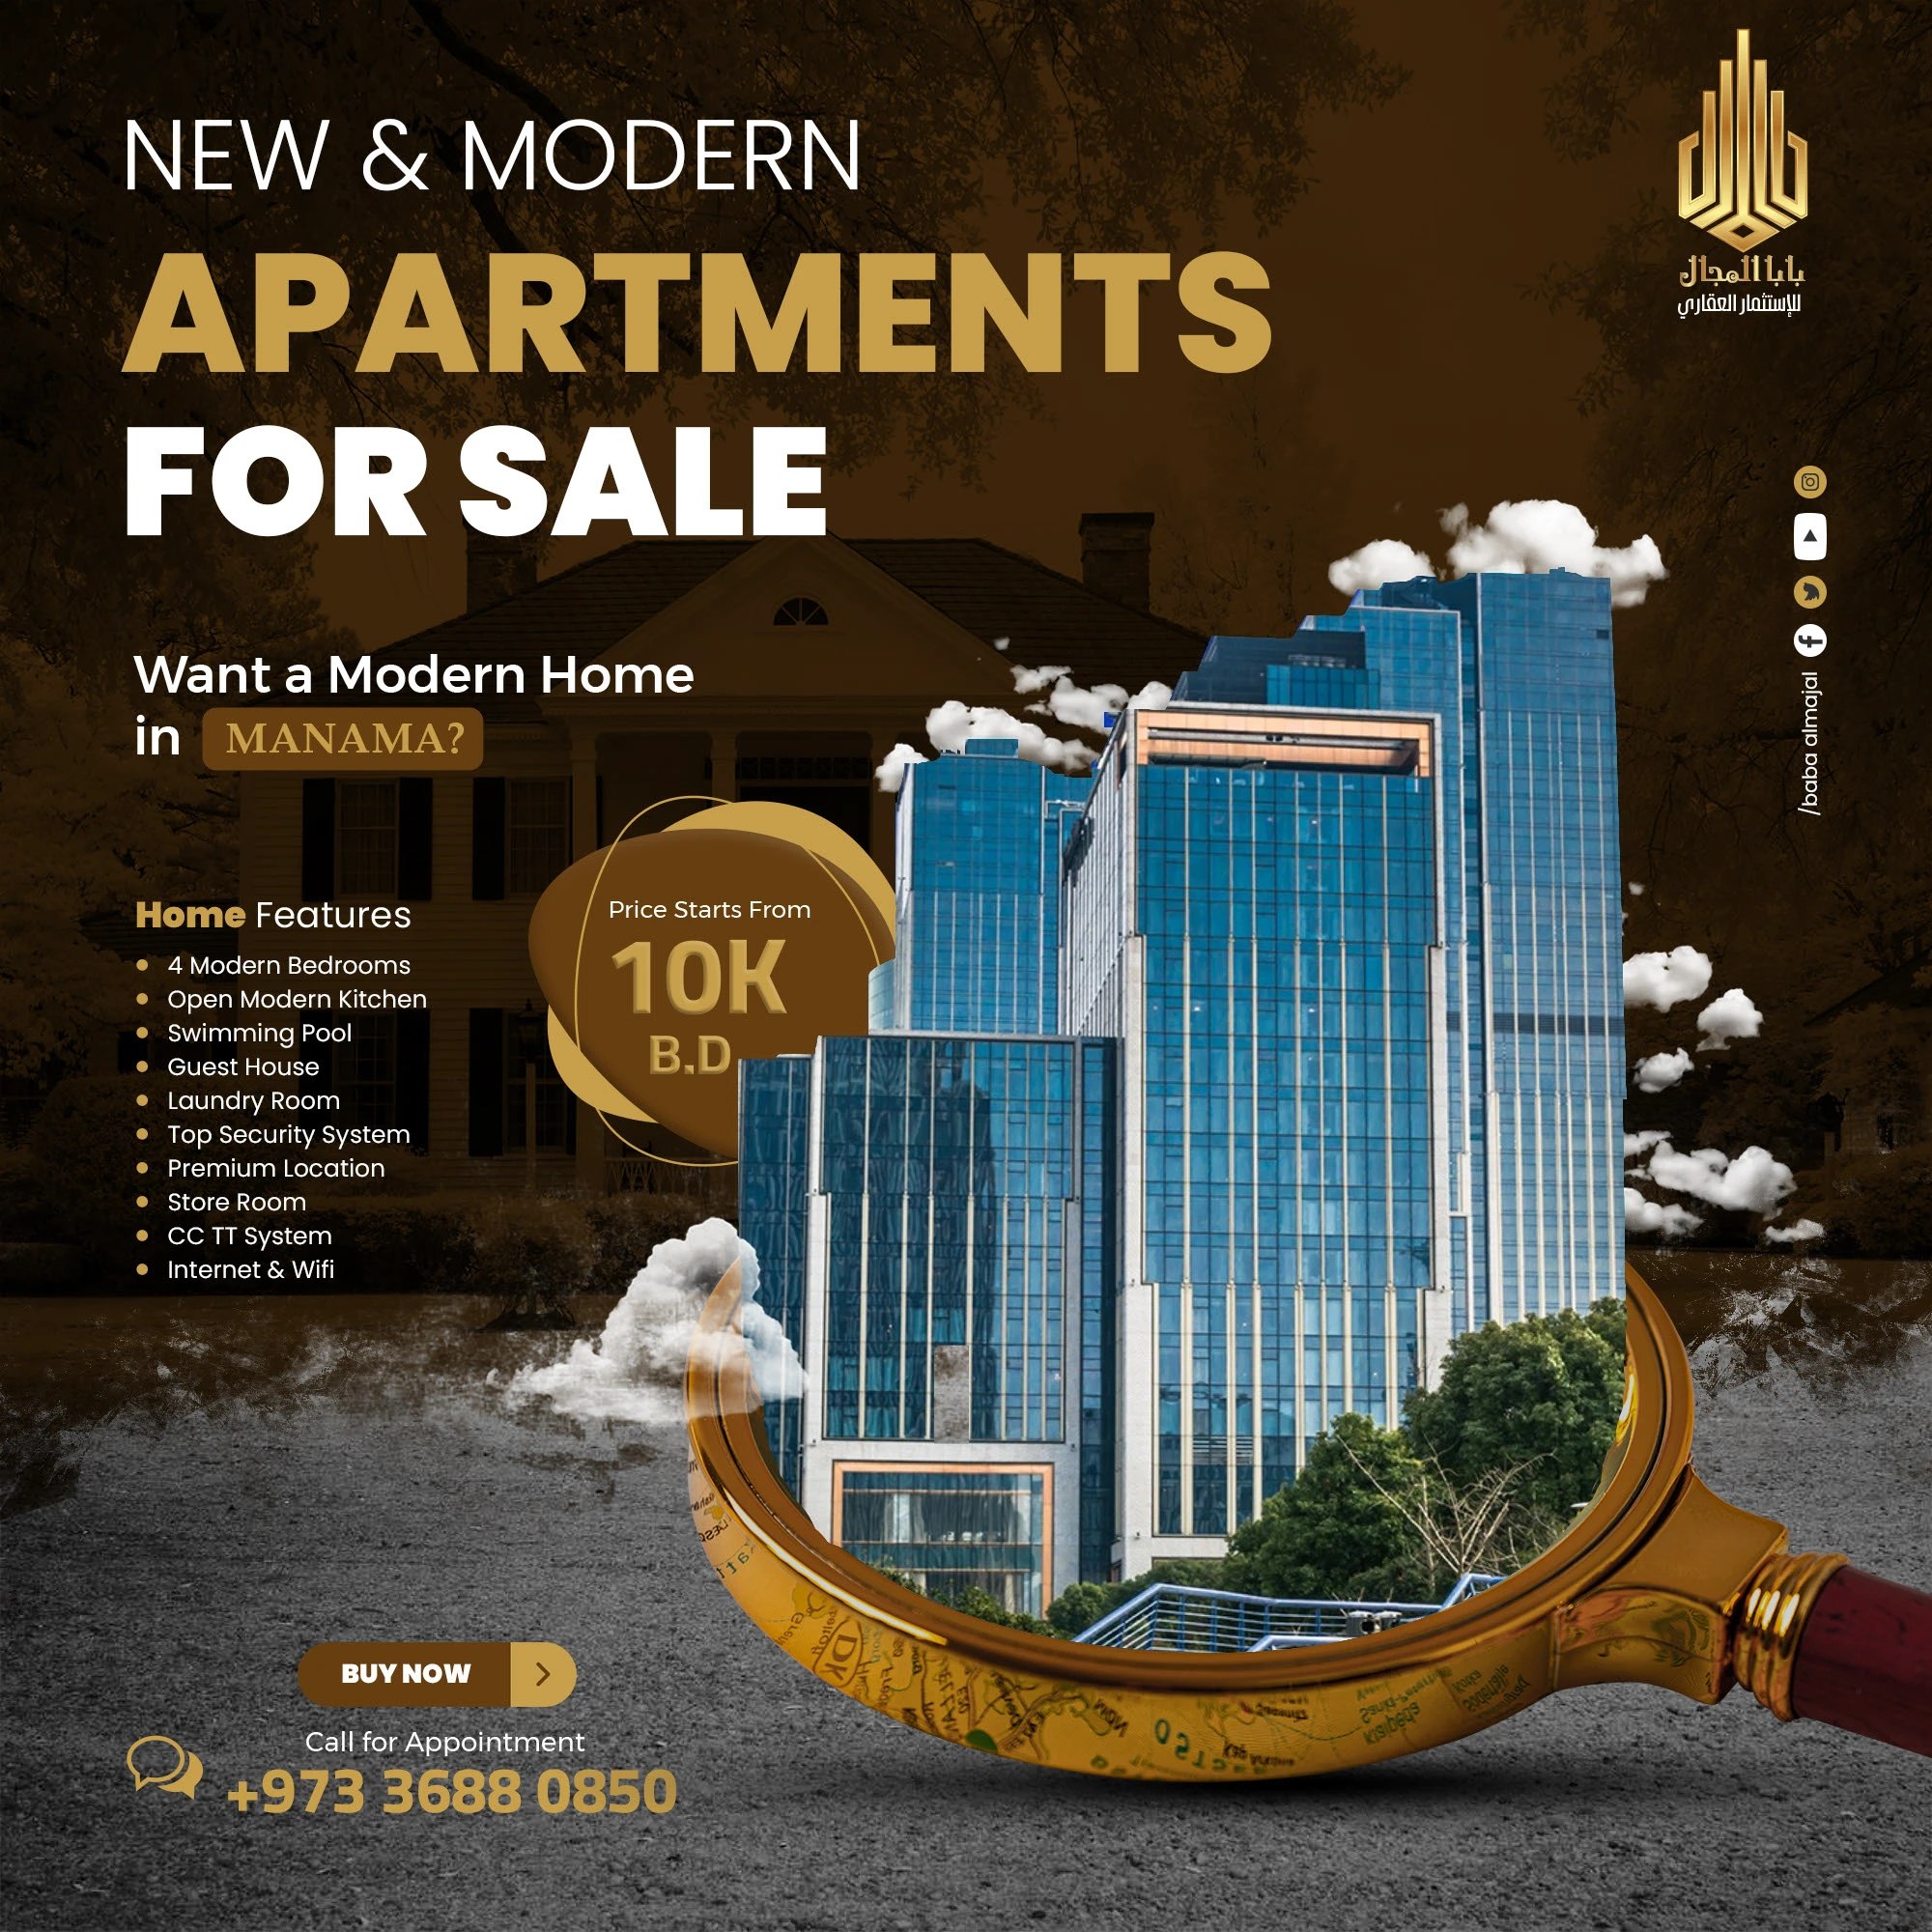 NEW & MODERN
APARTMENTS
FOR SALE
بابا المجال
للإستثمار العقاري
Want a Modern Home
in MANAMA?
/baba almajal
Price Starts From
10K
B.D
Home Features
4 Modern Bedrooms
Open Modern Kitchen
Swimming Pool
Guest House
Laundry Room
Top Security System
Premium Location
Store Room
CC TT System
Internet & Wifi
BUY NOW
Call for Appointment
+973 3688 0850